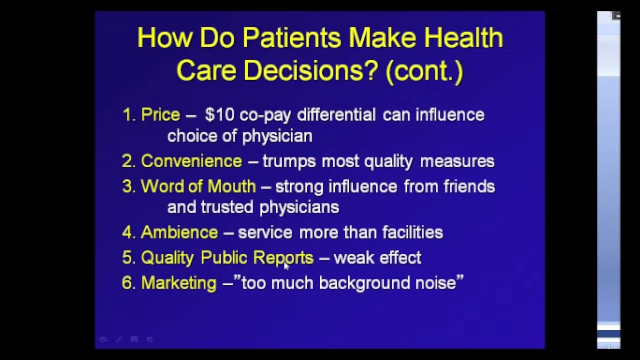 How Do Patients Make Health
Care Decisions? (cont.)
1. Price – $10 co-pay differential can influence
choice of physician
2. Convenience – trumps most quality measures
3. Word of Mouth – strong influence from friends
and trusted physicians
4. Ambience – service more than facilities
5. Quality Public Reports – weak effect
6. Marketing –"too much background noise"